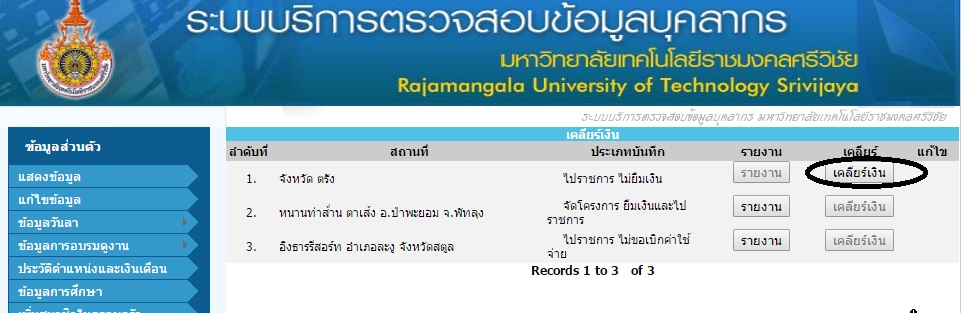 ระบบบริการตรวจสอบข้อมูลบุคลากร
มหาวิทยาลัยเทคโนโลยีราชมงคลศรีวิชัย
Rajamangala University of Technology Srivijaya
ระบบบริการตรวจสอบข้อมูลบุคลากร มหาวิทยาลัยเทคโนโลยีราชมงคลศรีวิชัย
ข้อมูลส่วนตัว
แสดงข้อมูล
แก้ไขข้อมูล
ข้อมูลวันลา
ข้อมูลการอบรมดูงาน
ประวัติตำแหน่งและเงินเดือน
ข้อมูลการศึกษา
เคลียร์เงิน
ลำดับที่ สถานที่ ประเภทบันทึก รายงาน เคลียร์ แก้ไข
1. จังหวัด ตรัง ไปราชการ ไม่ยืมเงิน รายงาน เคลียร์เงิน
2. หนานท่าส้าน ตาเส้ง อ.ป่าพะยอม จ.พัทลุง จัดโครงการ ยืมเงินและไป รายงาน เคลียร์เงิน
ราชการ
3. อิงธารรีสอร์ท อำเภอละงู จังหวัดสตูล ไปราชการ ไม่ขอเบิกค่าใช้ รายงาน เคลียร์เงิน
จ่าย
Records 1 to 3 of 3